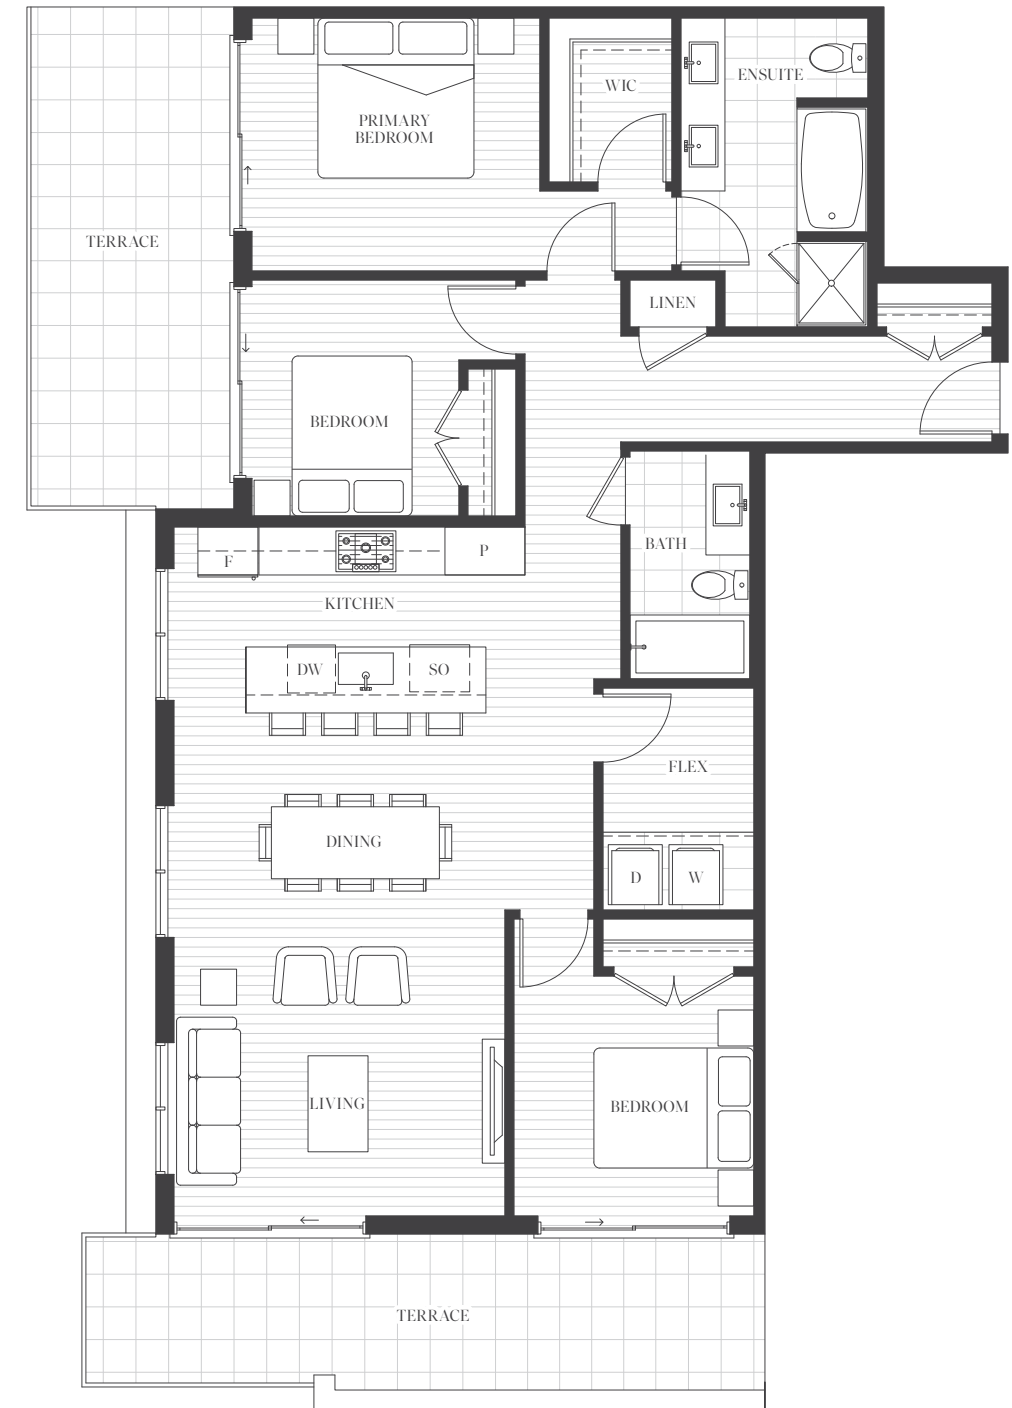 WIC
ENSUITE
PRIMARY
BEDROOM
TERRACE
LINEN
BEDROOM
BATH
F
P
KITCHEN
DW
SO
FLEX
DINING
D
W
LIVING
BEDROOM
TERRACE